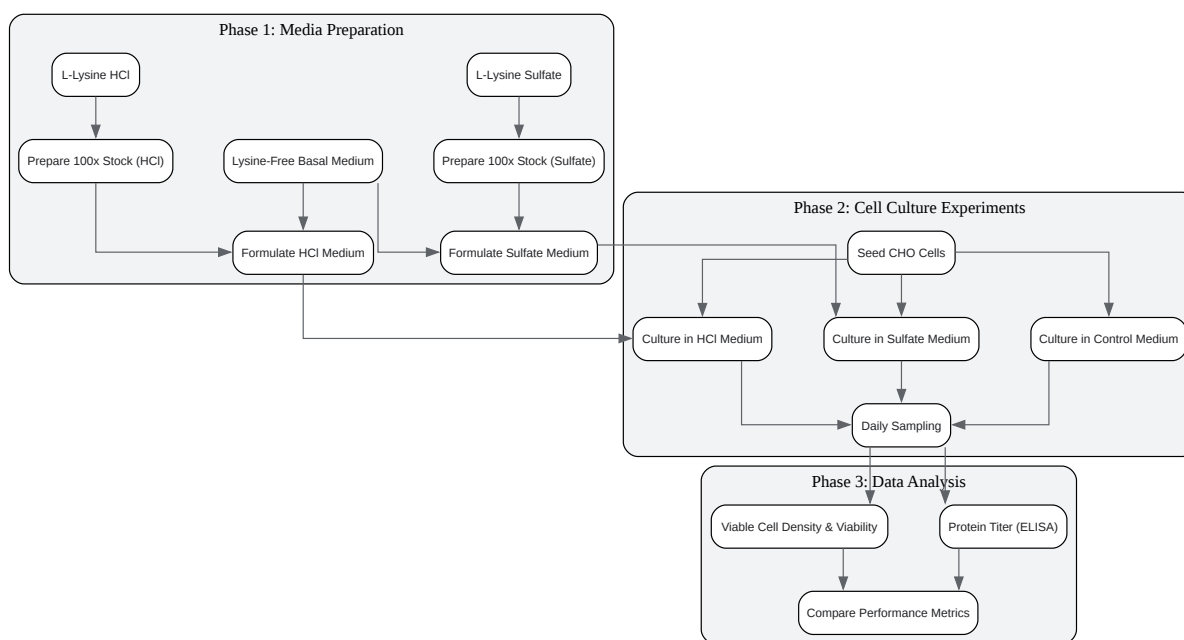 Phase 1: Media Preparation
L-Lysine HCl
L-Lysine Sulfate
Prepare 100x Stock (HCl)
Lysine-Free Basal Medium
Prepare 100x Stock (Sulfate)
Formulate HCl Medium
Formulate Sulfate Medium
Phase 2: Cell Culture Experiments
Seed CHO Cells
Culture in HCl Medium
Culture in Sulfate Medium
Culture in Control Medium
Daily Sampling
Phase 3: Data Analysis
Viable Cell Density & Viability
Protein Titer (ELISA)
Compare Performance Metrics